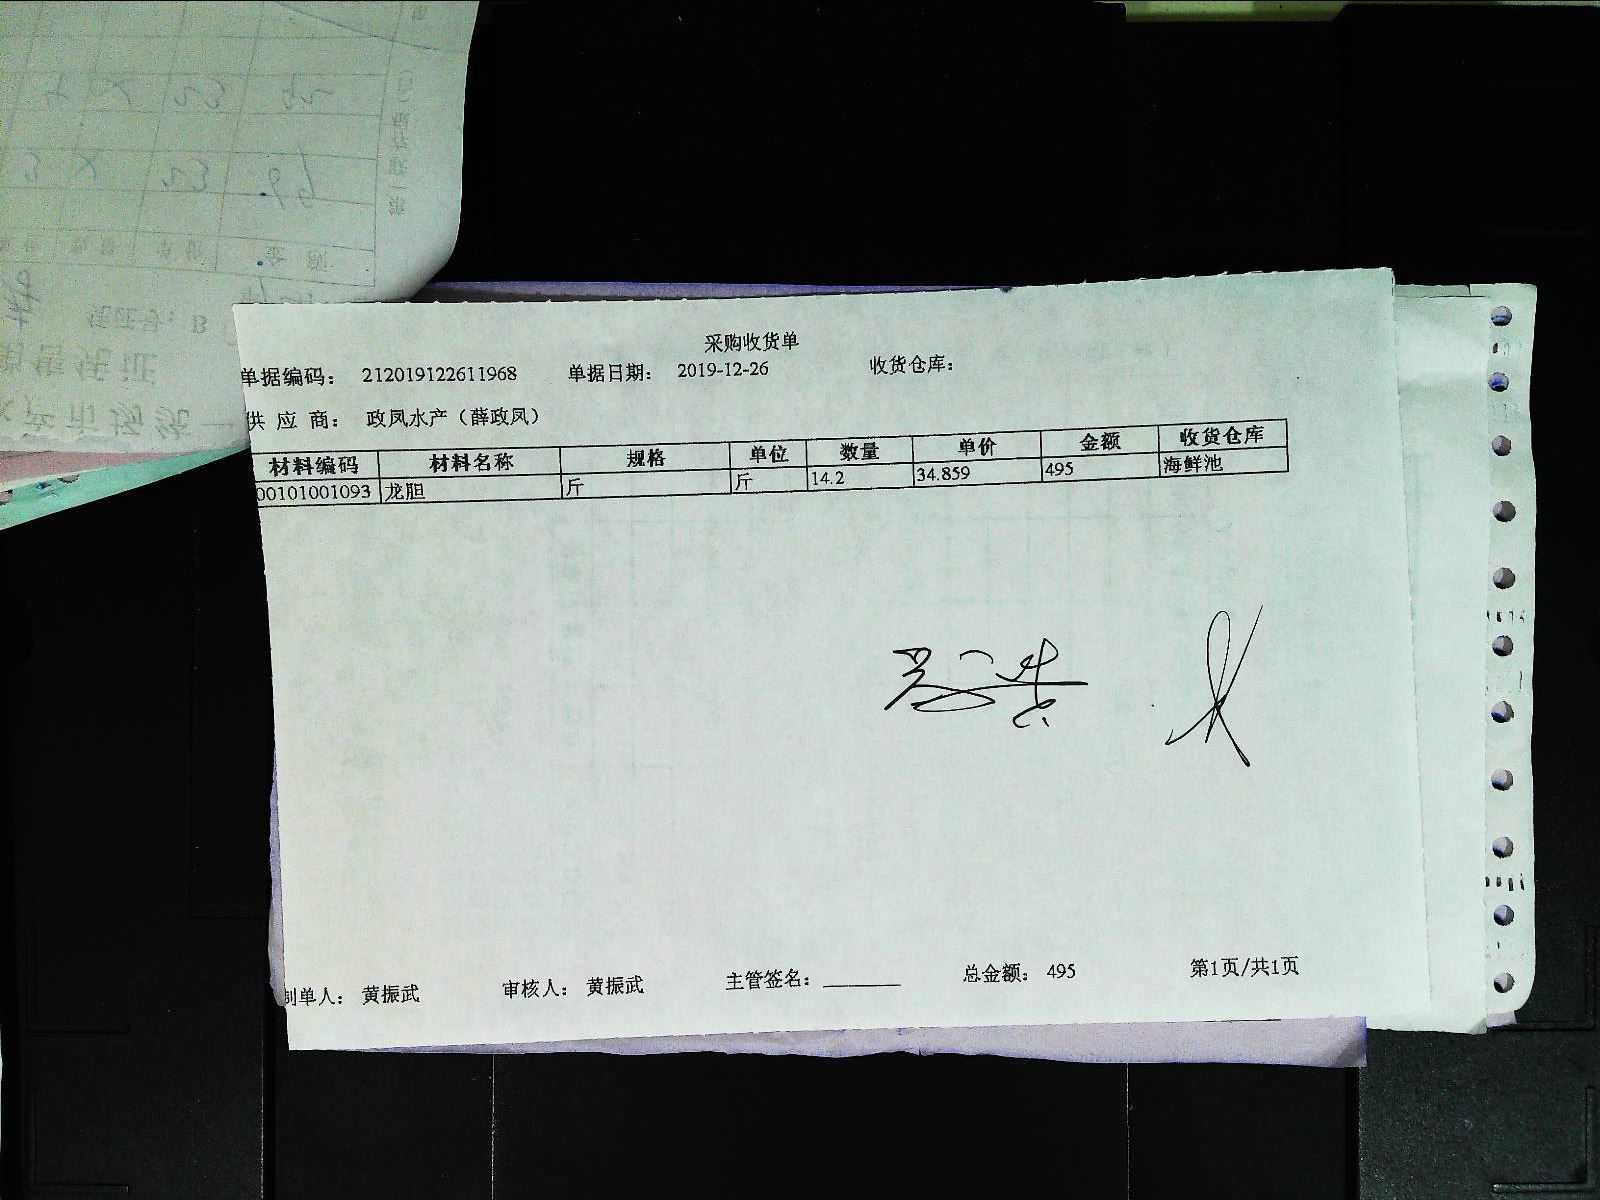 采购收货单
单据编码： 212019122611968 单据日期： 2019-12-26 收货仓库：
供 应 商： 政凤水产（薛政凤）
材料编码 材料名称 规格 单位 数量 单价 金额 收货仓库
00101001093 龙胆 斤 斤 14.2 34.859 495 海鲜池
制单人： 黄振武 审核人： 黄振武 主管签名： 总金额： 495 第1页/共1页